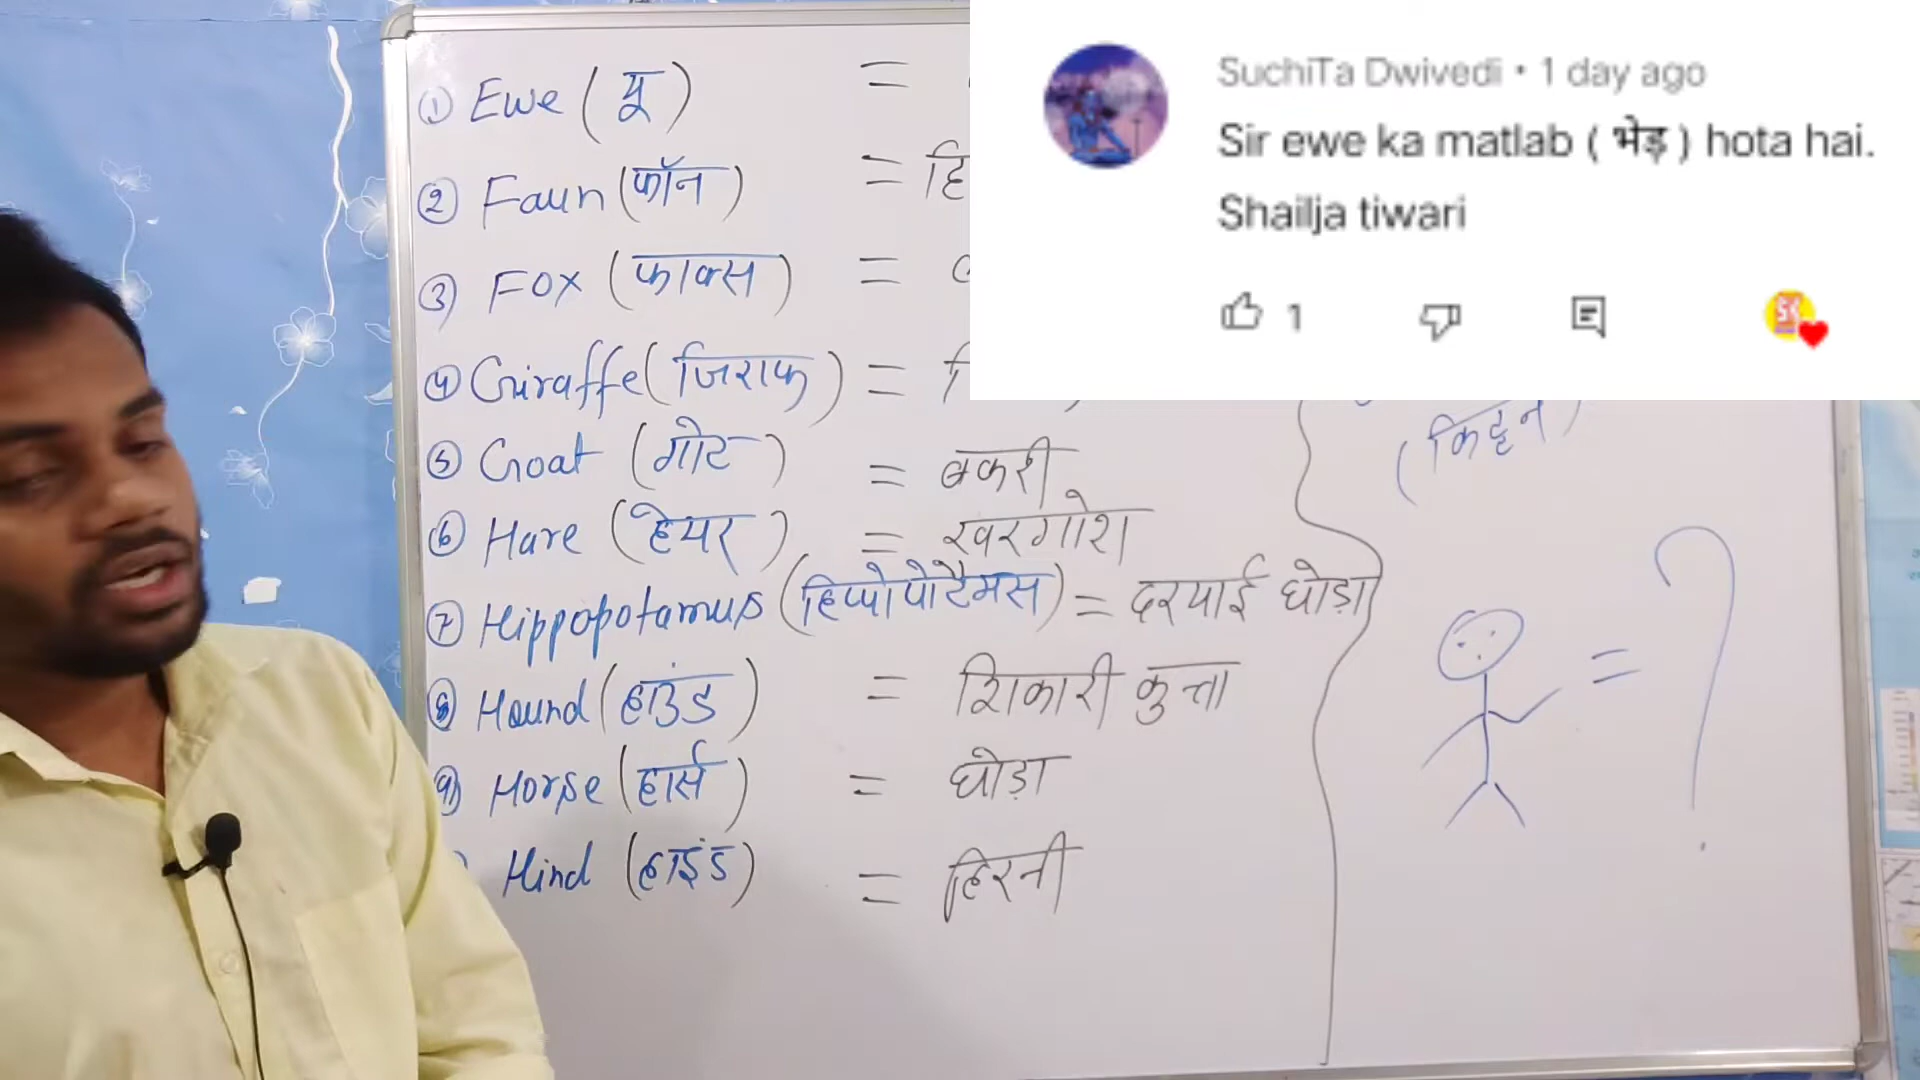 SuchiTa Dwivedi • 1 day ago
Sir ewe ka matlab ( भेड़ ) hota hai.
Shailja tiwari
1
① Ewe ( यू ) =
② Faun (फॉन ) = हि
③ Fox (फाक्स ) =
④ Giraffe( जिराफ ) =
⑤ Goat ( गोट ) = बकरी
⑥ Hare ( हेयर ) = खरगोश
⑦ Hippopotamus (हिप्पोपोटैमस) = दरयाई घोड़ा
⑧ Hound (हाउंड ) = शिकारी कुत्ता
⑨ Horse (हार्स ) = घोड़ा
Hind (हाइंड ) = हिरनी
= ?